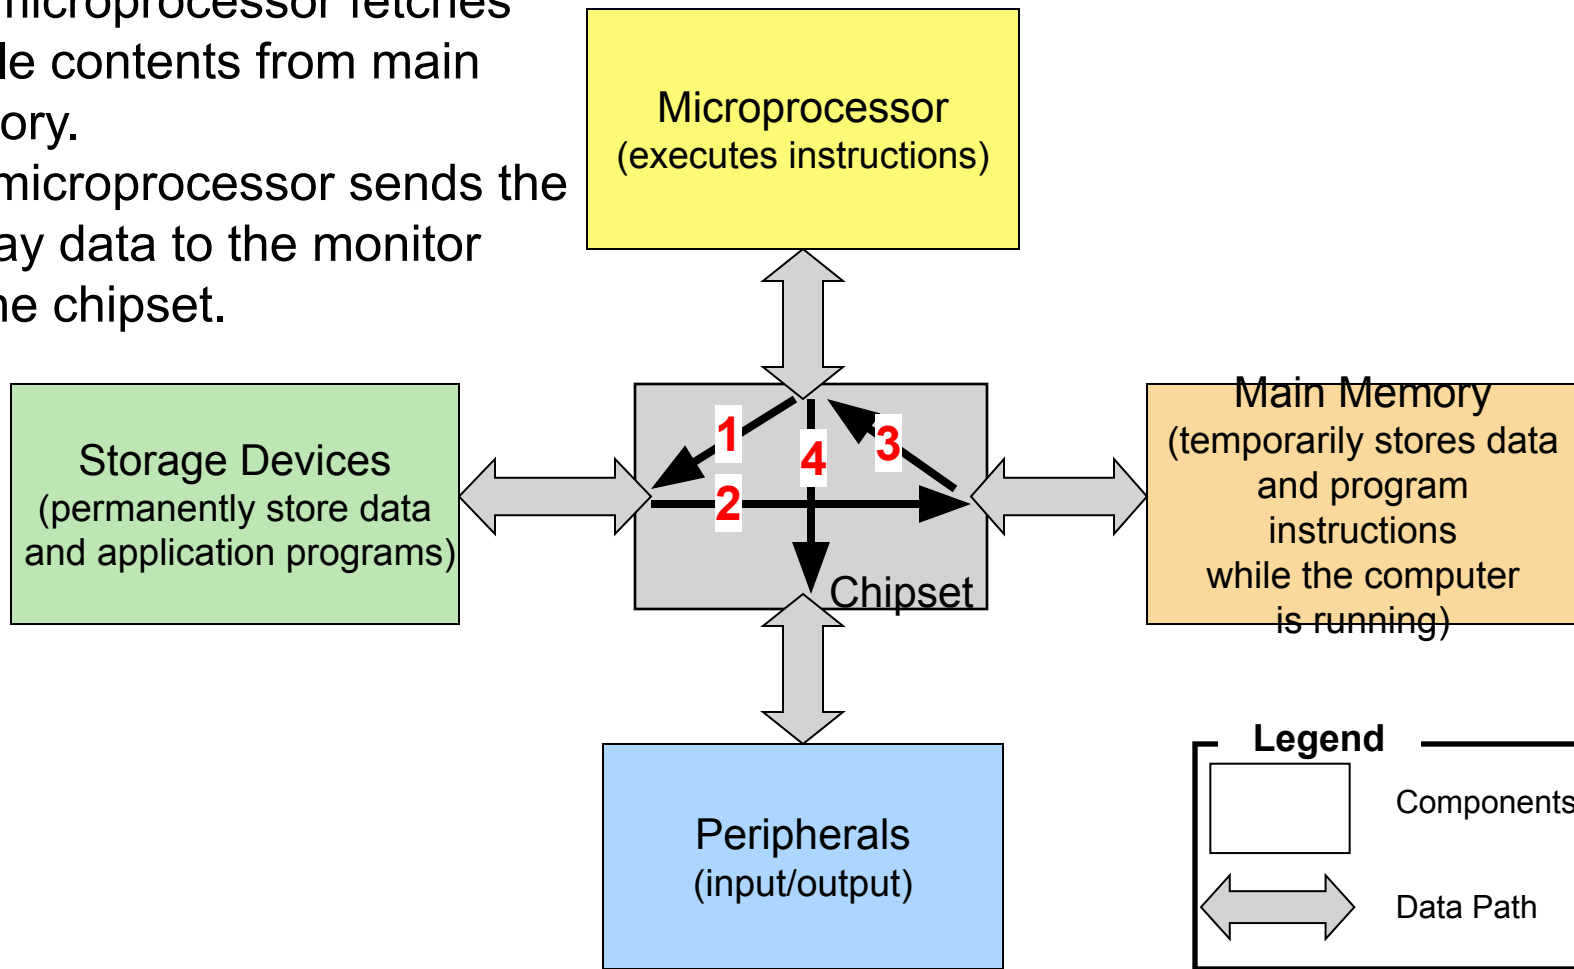 microprocessor fetches
le contents from main
ory.
microprocessor sends the
ay data to the monitor
he chipset.
Microprocessor
(executes instructions)
Storage Devices
(permanently store data
and application programs)
1
2
3
4
Chipset
Main Memory
(temporarily stores data
and program
instructions
while the computer
is running)
Peripherals
(input/output)
Legend
Components
Data Path